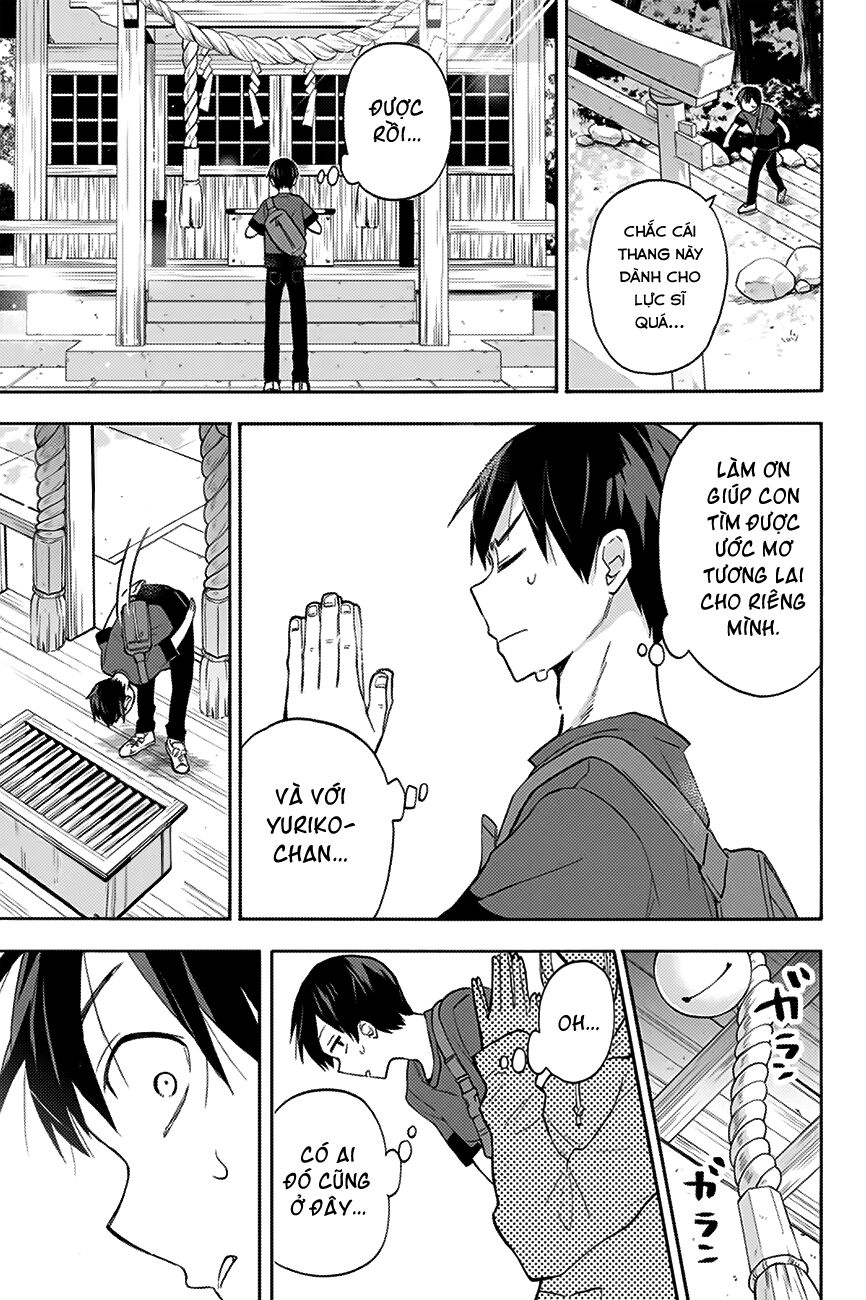 CHẮC CÁI
THANG NÀY
DÀNH CHO
LỰC SĨ
QUÁ...
ĐƯỢC
RỒI...
LÀM ƠN
GIÚP CON
TÌM ĐƯỢC
ƯỚC MƠ
TƯƠNG LAI
CHO RIÊNG
MÌNH.
VÀ VỚI
YURIKO-
CHAN...
ガラン
ガラン
OH...
CÓ AI
ĐÓ CŨNG
Ở ĐÂY...